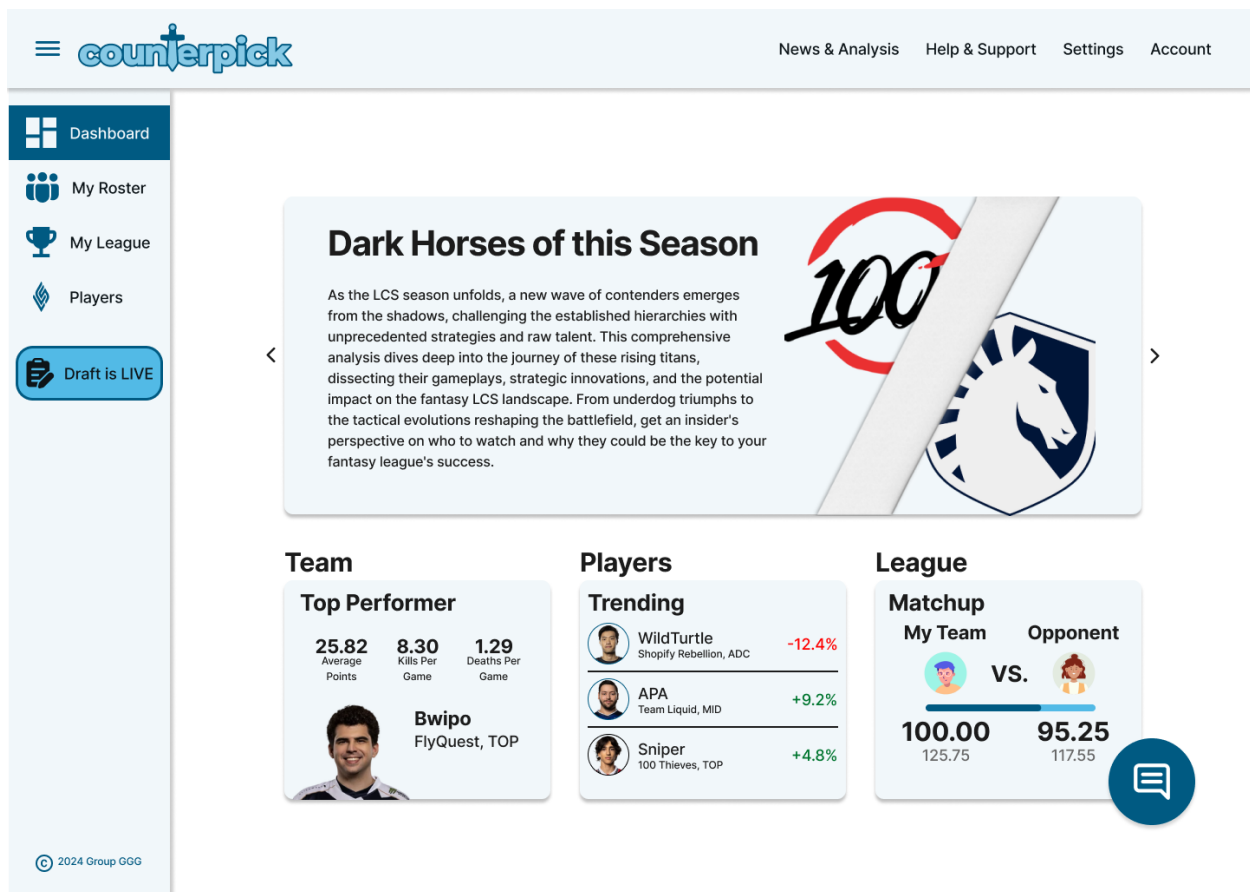 counterpick
News & Analysis
Help & Support
Settings
Account
Dashboard
My Roster
My League
Players
Draft is LIVE
Dark Horses of this Season
As the LCS season unfolds, a new wave of contenders emerges
from the shadows, challenging the established hierarchies with
unprecedented strategies and raw talent. This comprehensive
analysis dives deep into the journey of these rising titans,
dissecting their gameplays, strategic innovations, and the potential
impact on the fantasy LCS landscape. From underdog triumphs to
the tactical evolutions reshaping the battlefield, get an insider's
perspective on who to watch and why they could be the key to your
fantasy league's success.
100
Team
Top Performer
25.82
Average
Points
8.30
Kills Per
Game
1.29
Deaths Per
Game
Bwipo
FlyQuest, TOP
Players
Trending
WildTurtle
Shopify Rebellion, ADC
-12.4%
APA
Team Liquid, MID
+9.2%
Sniper
100 Thieves, TOP
+4.8%
League
Matchup
My Team
Opponent
VS.
100.00
125.75
95.25
117.55
© 2024 Group GGG